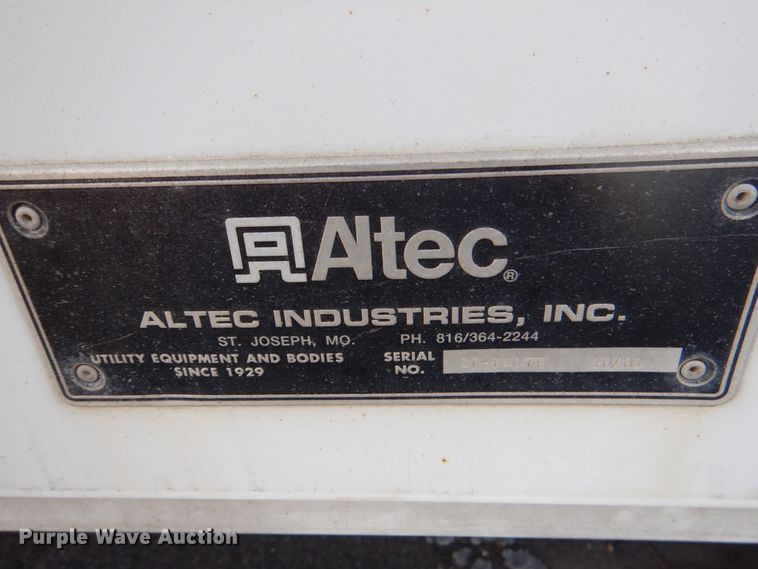 Altec®
ALTEC INDUSTRIES, INC.
ST. JOSEPH, MO. PH. 816/364-2244
UTILITY EQUIPMENT AND BODIES
SINCE 1929
SERIAL
NO.
Purple Wave Auction